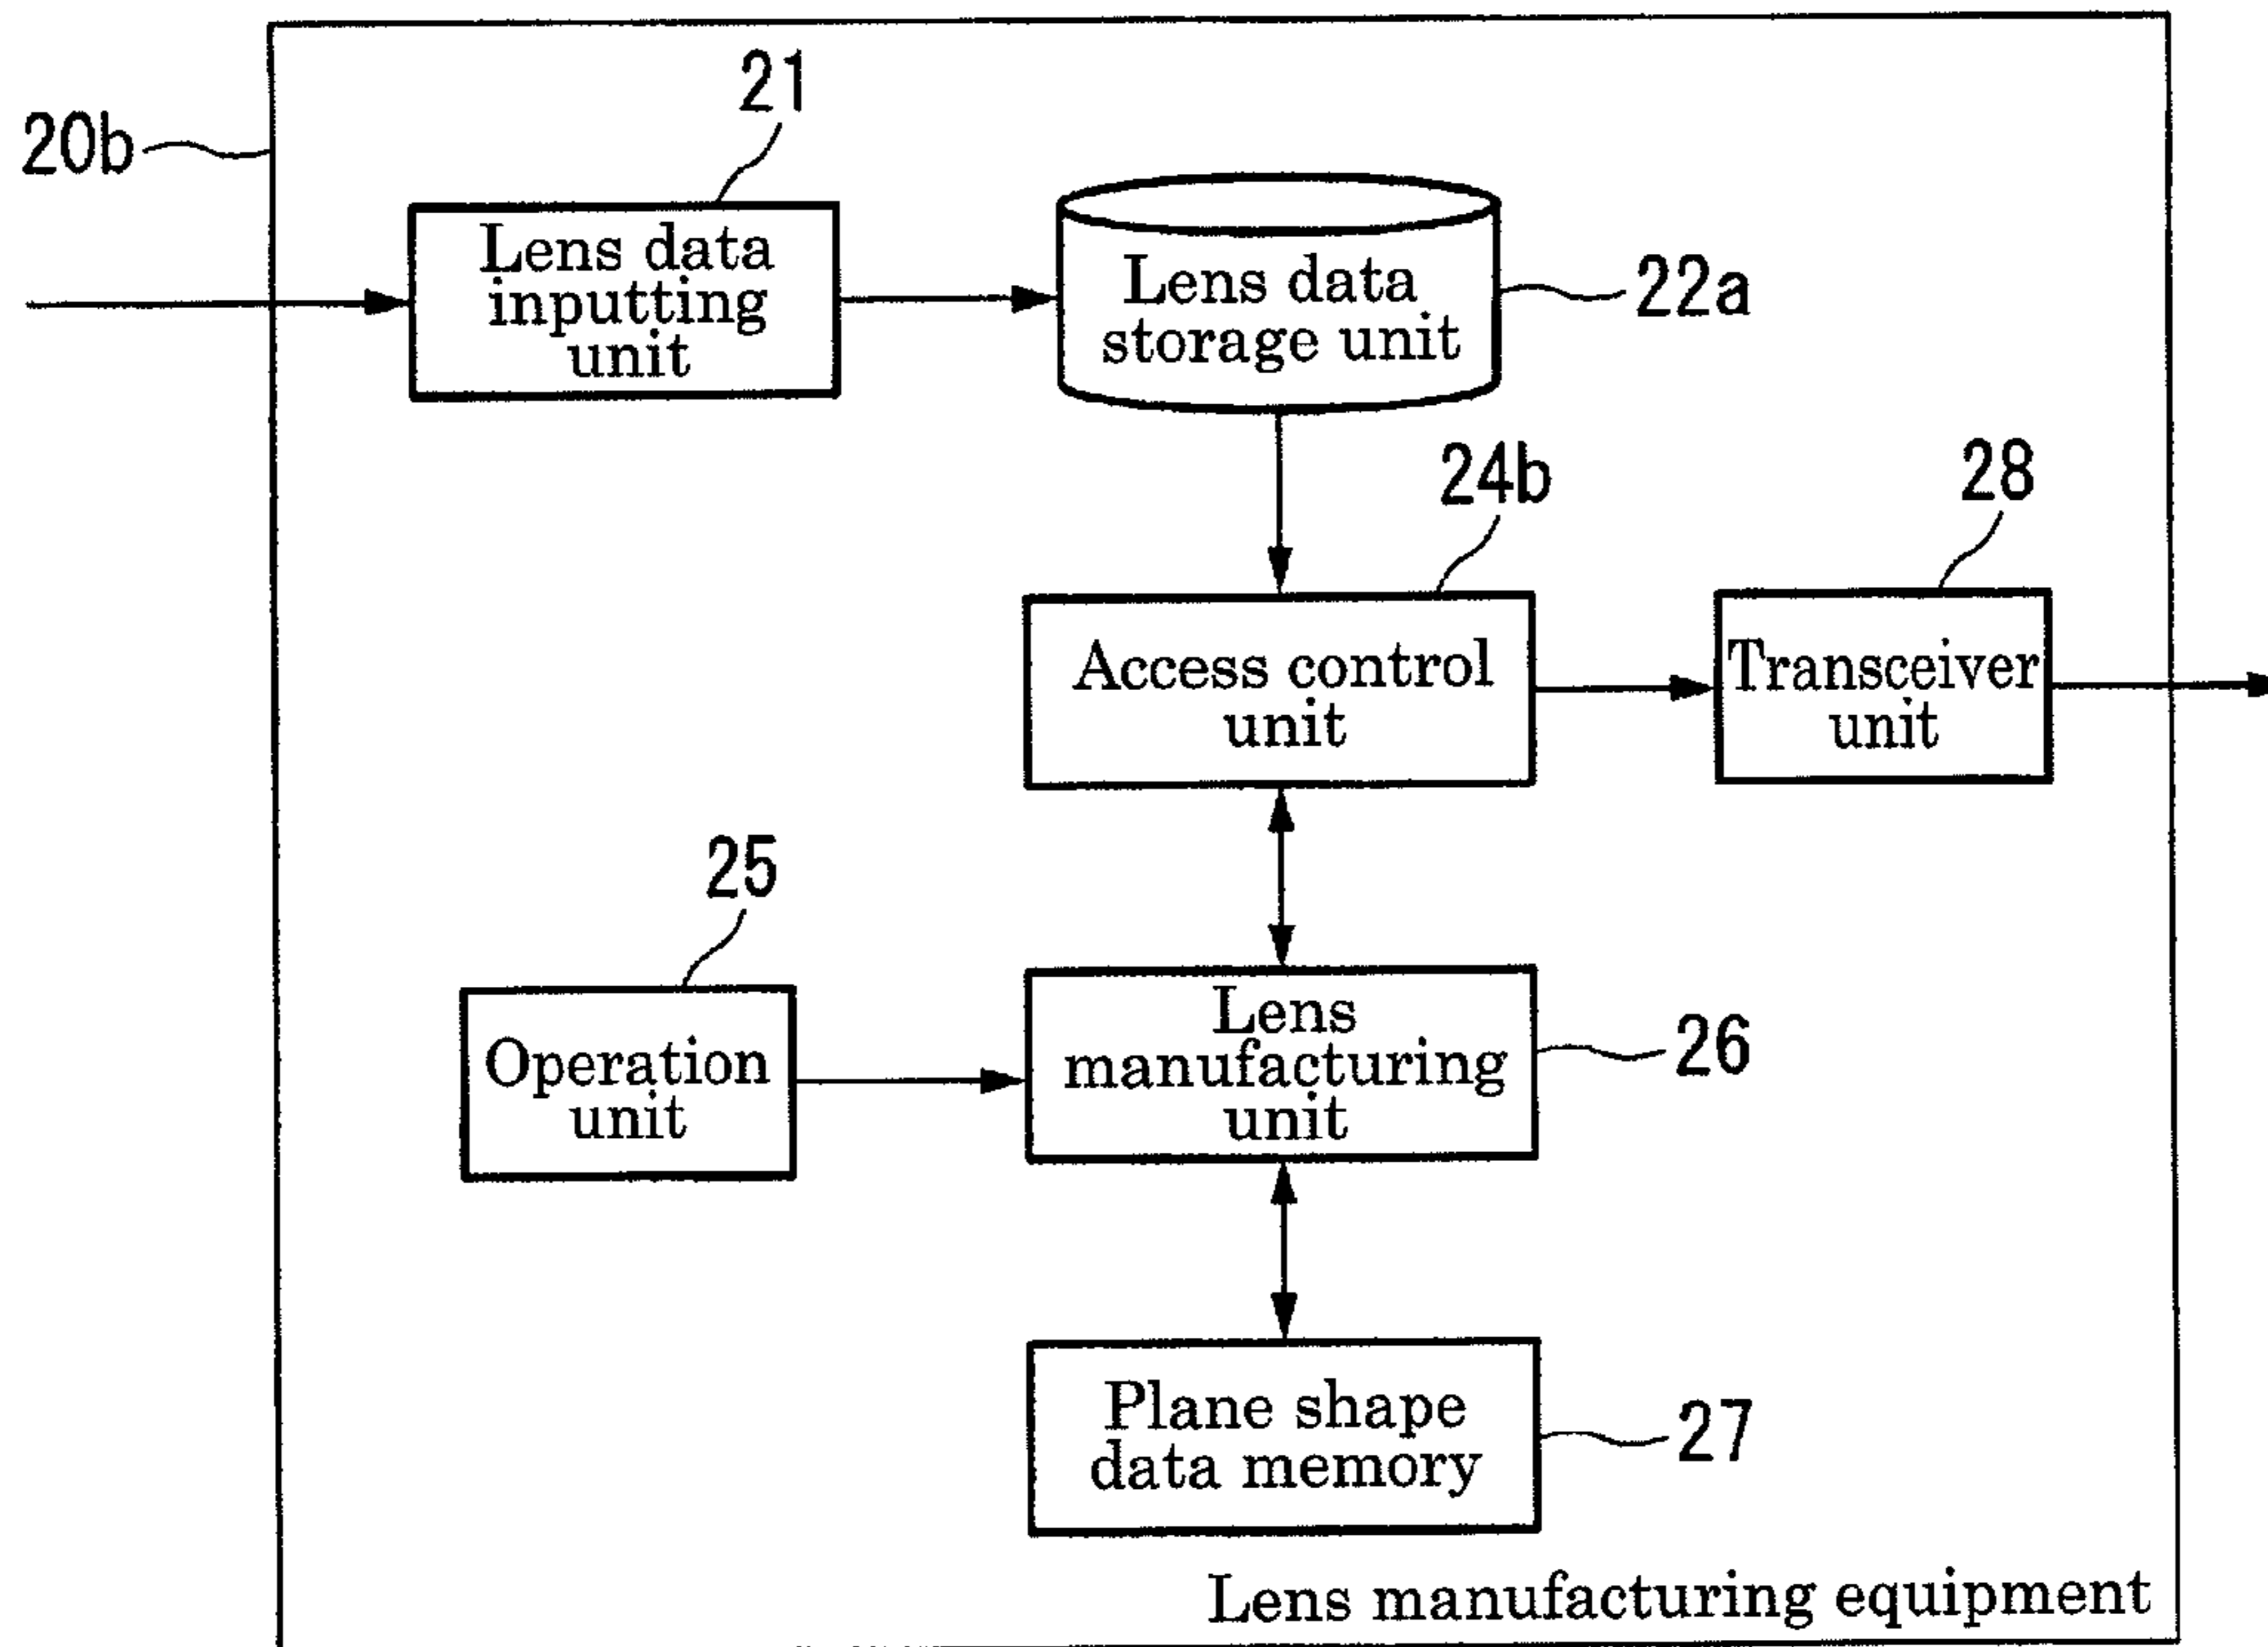 20b
21
Lens data
inputting
unit
Lens data
storage unit
22a
24b
Access control
unit
28
Transceiver
unit
25
Operation
unit
Lens
manufacturing
unit
26
Plane shape
data memory
27
Lens manufacturing equipment